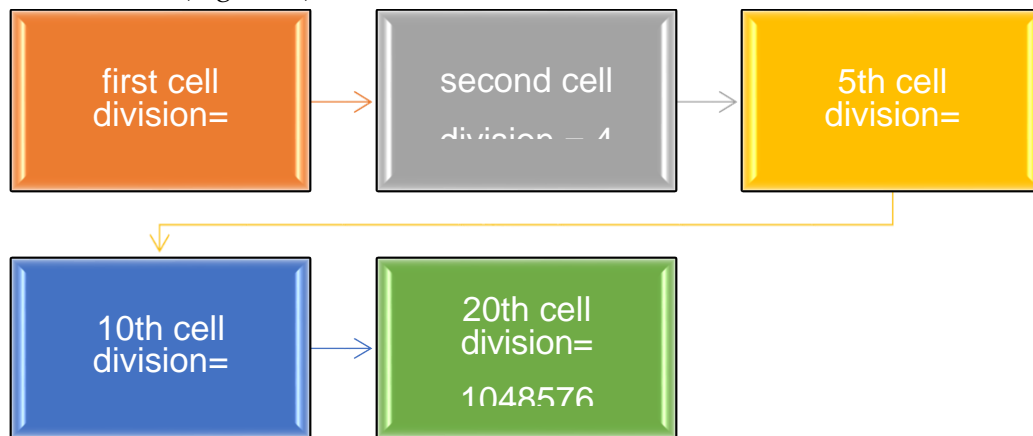 first cell
division=
second cell
division = 4
5th cell
division=
10th cell
division=
20th cell
division=
1048576